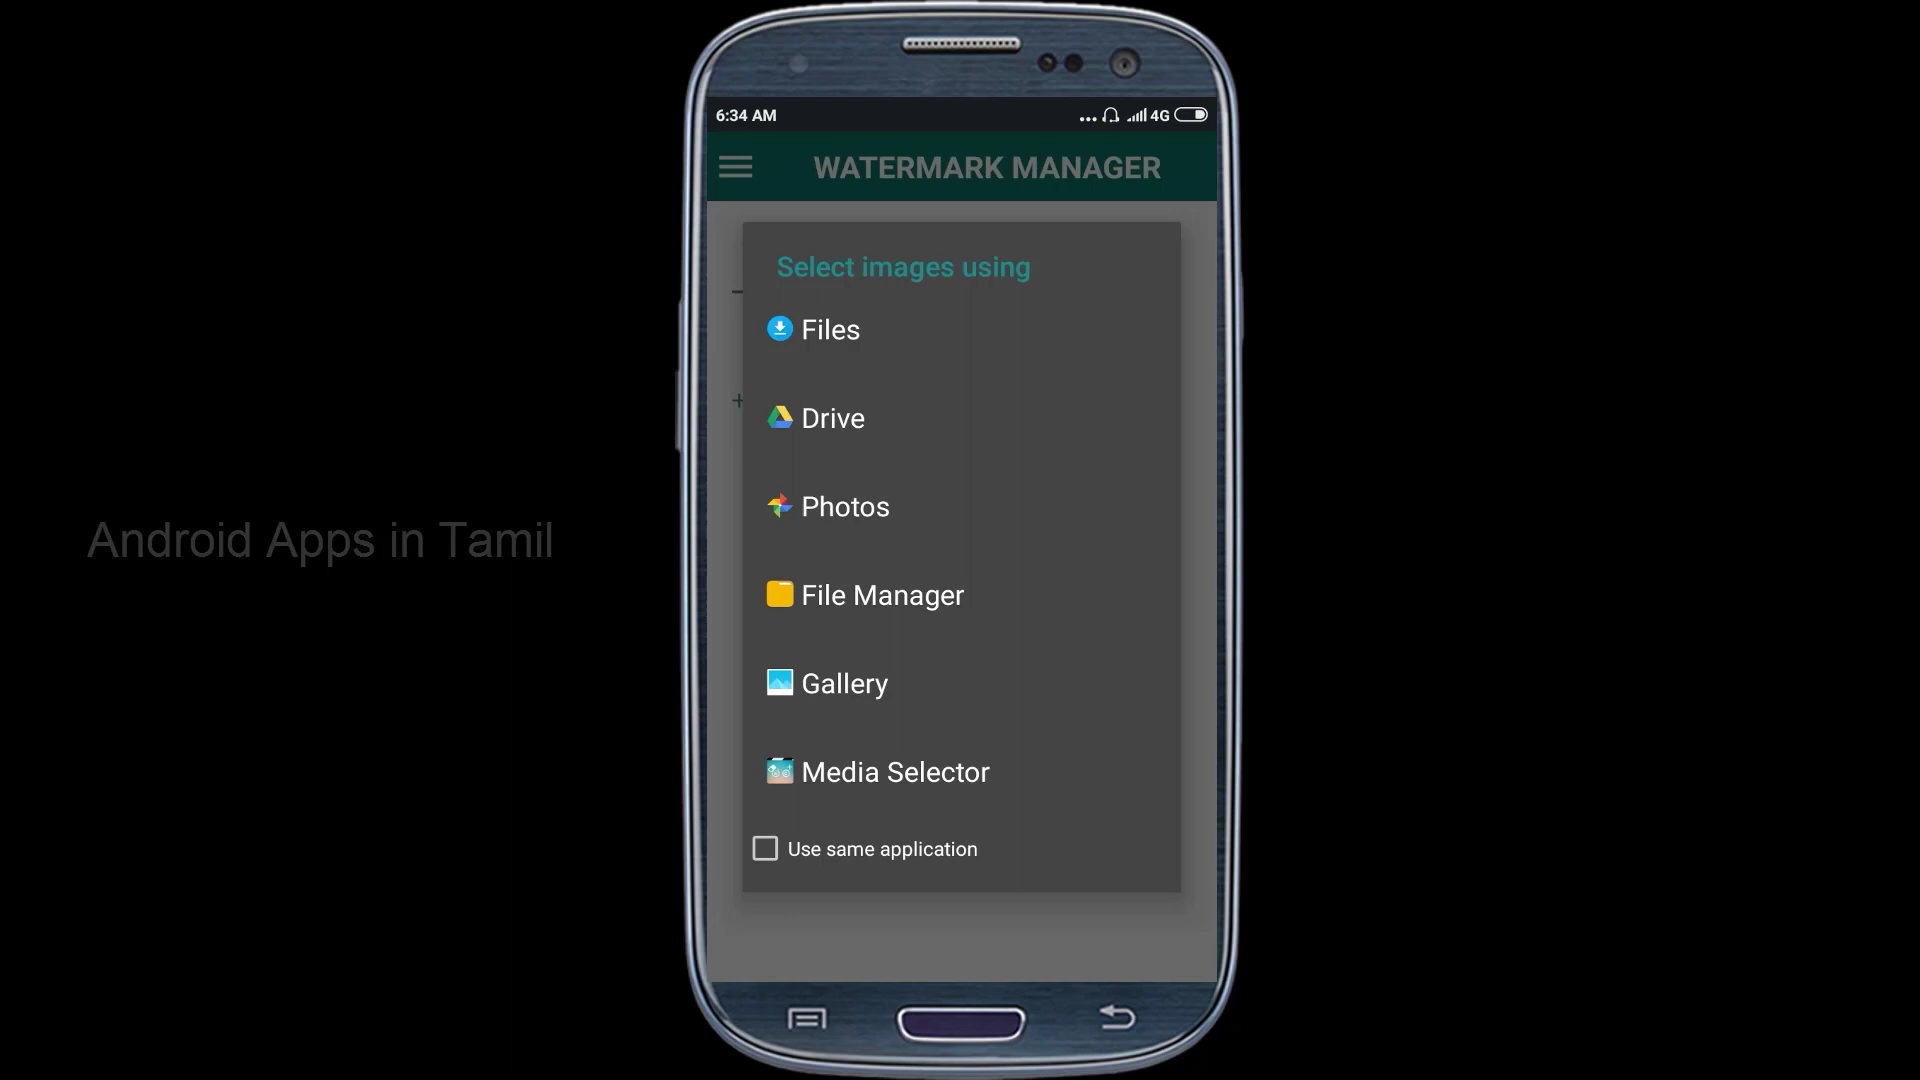 6:34 AM
4G
WATERMARK MANAGER
Select images using
Files
Drive
Photos
File Manager
Gallery
Media Selector
Use same application
Android Apps in Tamil